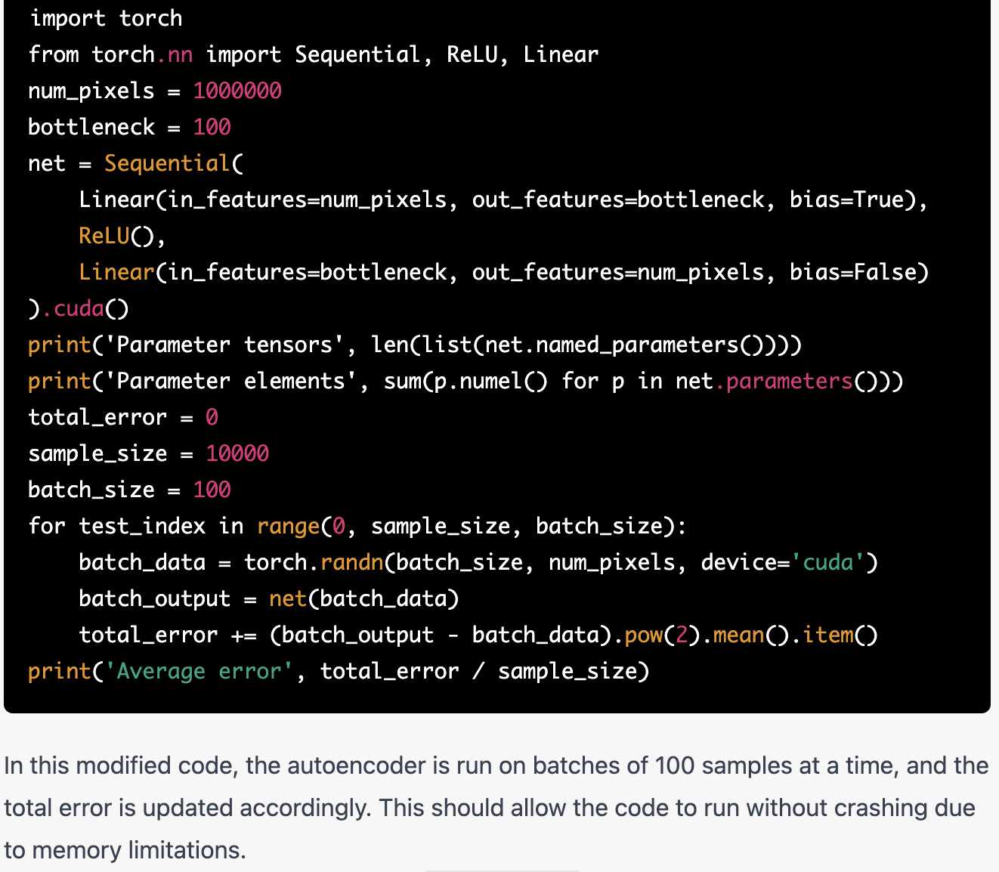 import torch
from torch.nn import Sequential, ReLU, Linear
num_pixels = 1000000
bottleneck = 100
net = Sequential(
    Linear(in_features=num_pixels, out_features=bottleneck, bias=True),
    ReLU(),
    Linear(in_features=bottleneck, out_features=num_pixels, bias=False)
).cuda()
print('Parameter tensors', len(list(net.named_parameters())))
print('Parameter elements', sum(p.numel() for p in net.parameters()))
total_error = 0
sample_size = 10000
batch_size = 100
for test_index in range(0, sample_size, batch_size):
    batch_data = torch.randn(batch_size, num_pixels, device='cuda')
    batch_output = net(batch_data)
    total_error += (batch_output - batch_data).pow(2).mean().item()
print('Average error', total_error / sample_size)
In this modified code, the autoencoder is run on batches of 100 samples at a time, and the
total error is updated accordingly. This should allow the code to run without crashing due
to memory limitations.